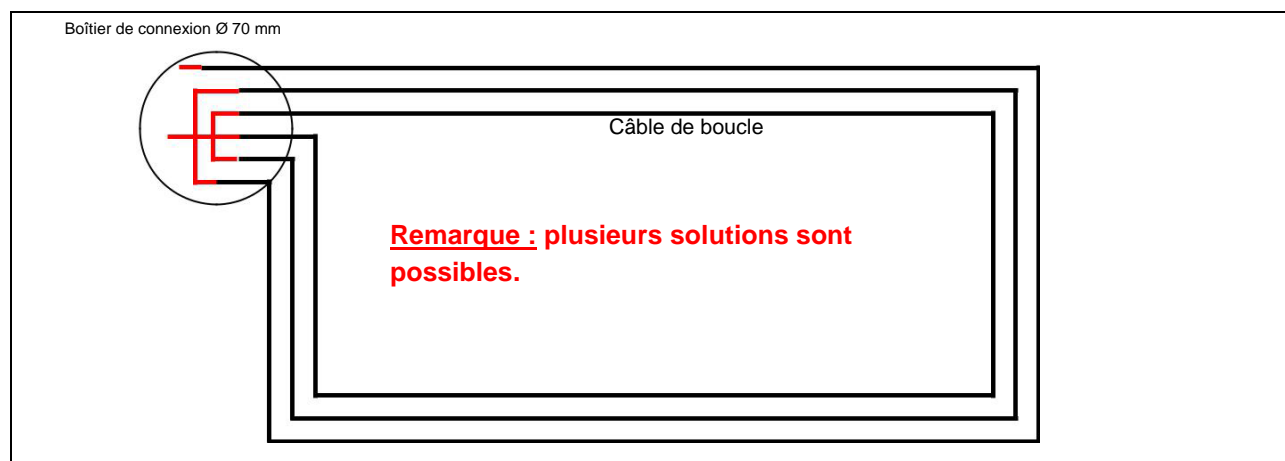 Boîtier de connexion Ø 70 mm
Câble de boucle
Remarque : plusieurs solutions sont
possibles.